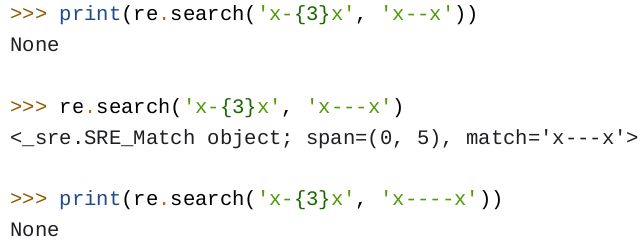 >>> print(re.search('x-{3}x', 'x--x'))
None
>>> re.search('x-{3}x', 'x---x')
<_sre.SRE_Match object; span=(0, 5), match='x---x'>
>>> print(re.search('x-{3}x', 'x----x'))
None